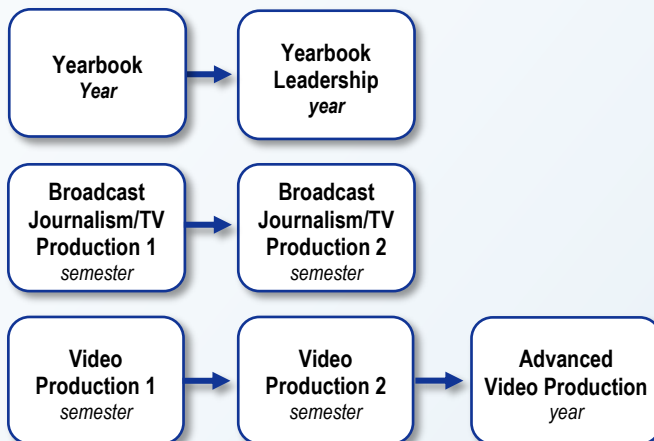 Yearbook
Year
Yearbook
Leadership
year
Broadcast
Journalism/TV
Production 1
semester
Broadcast
Journalism/TV
Production 2
semester
Video
Production 1
semester
Video
Production 2
semester
Advanced
Video Production
year